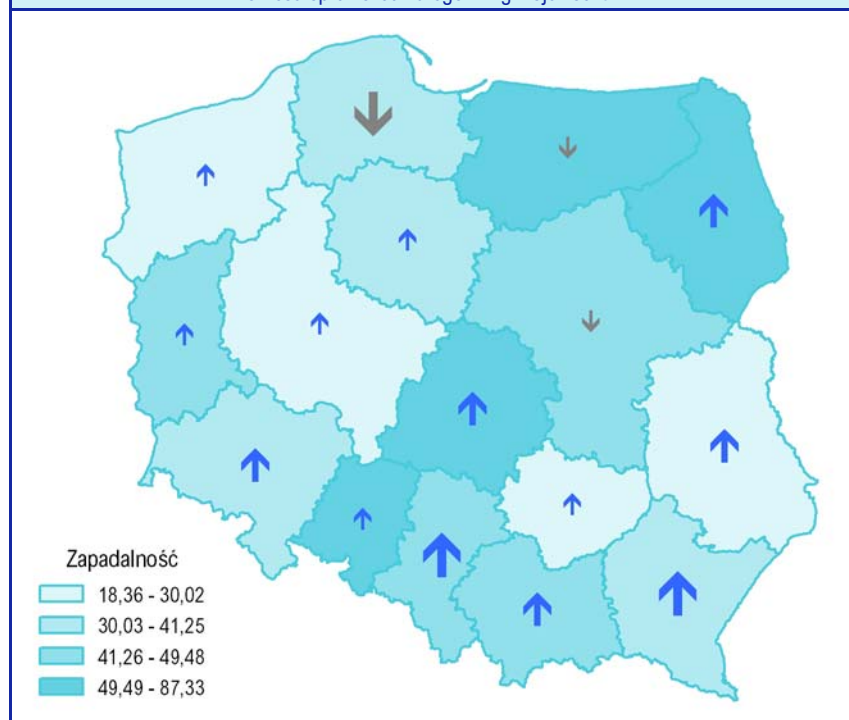 Zapadalność
18,36 - 30,02
30,03 - 41,25
41,26 - 49,48
49,49 - 87,33